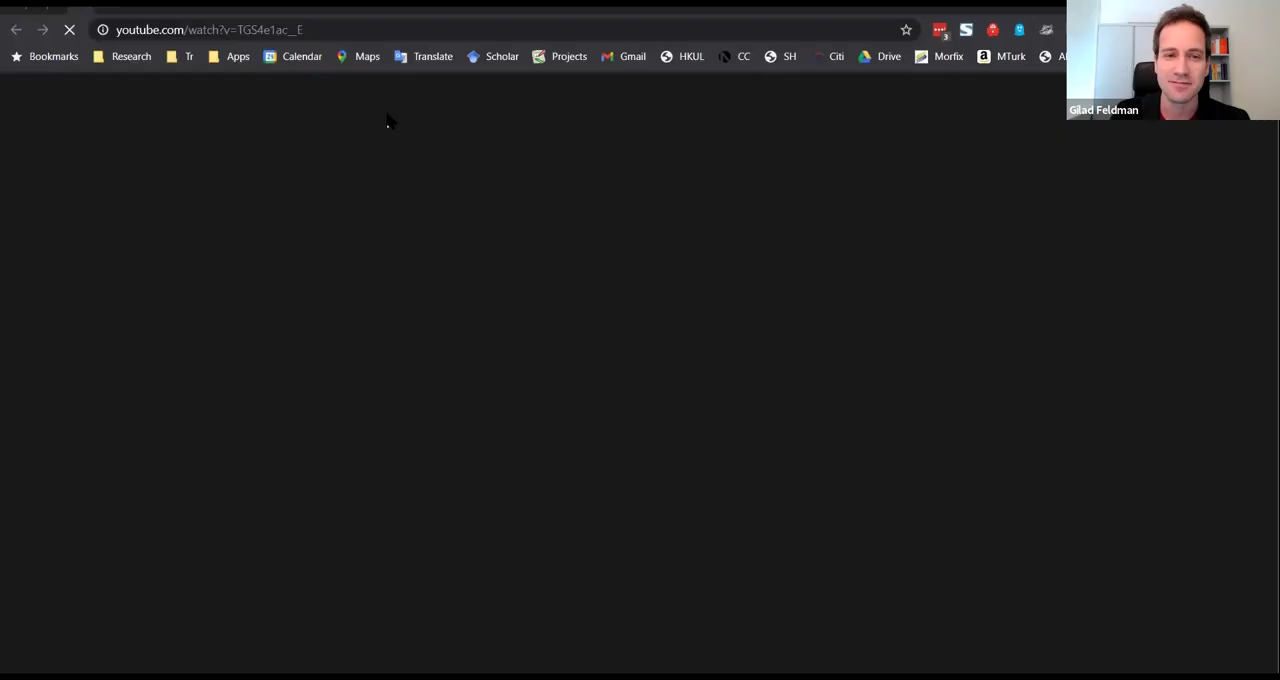 youtube.com/watch?v=TGS4e1ac__E
Bookmarks Research Tr Apps Calendar Maps Translate Scholar Projects Gmail HKUL CC SH Citi Drive Morfix MTurk
Gilad Feldman